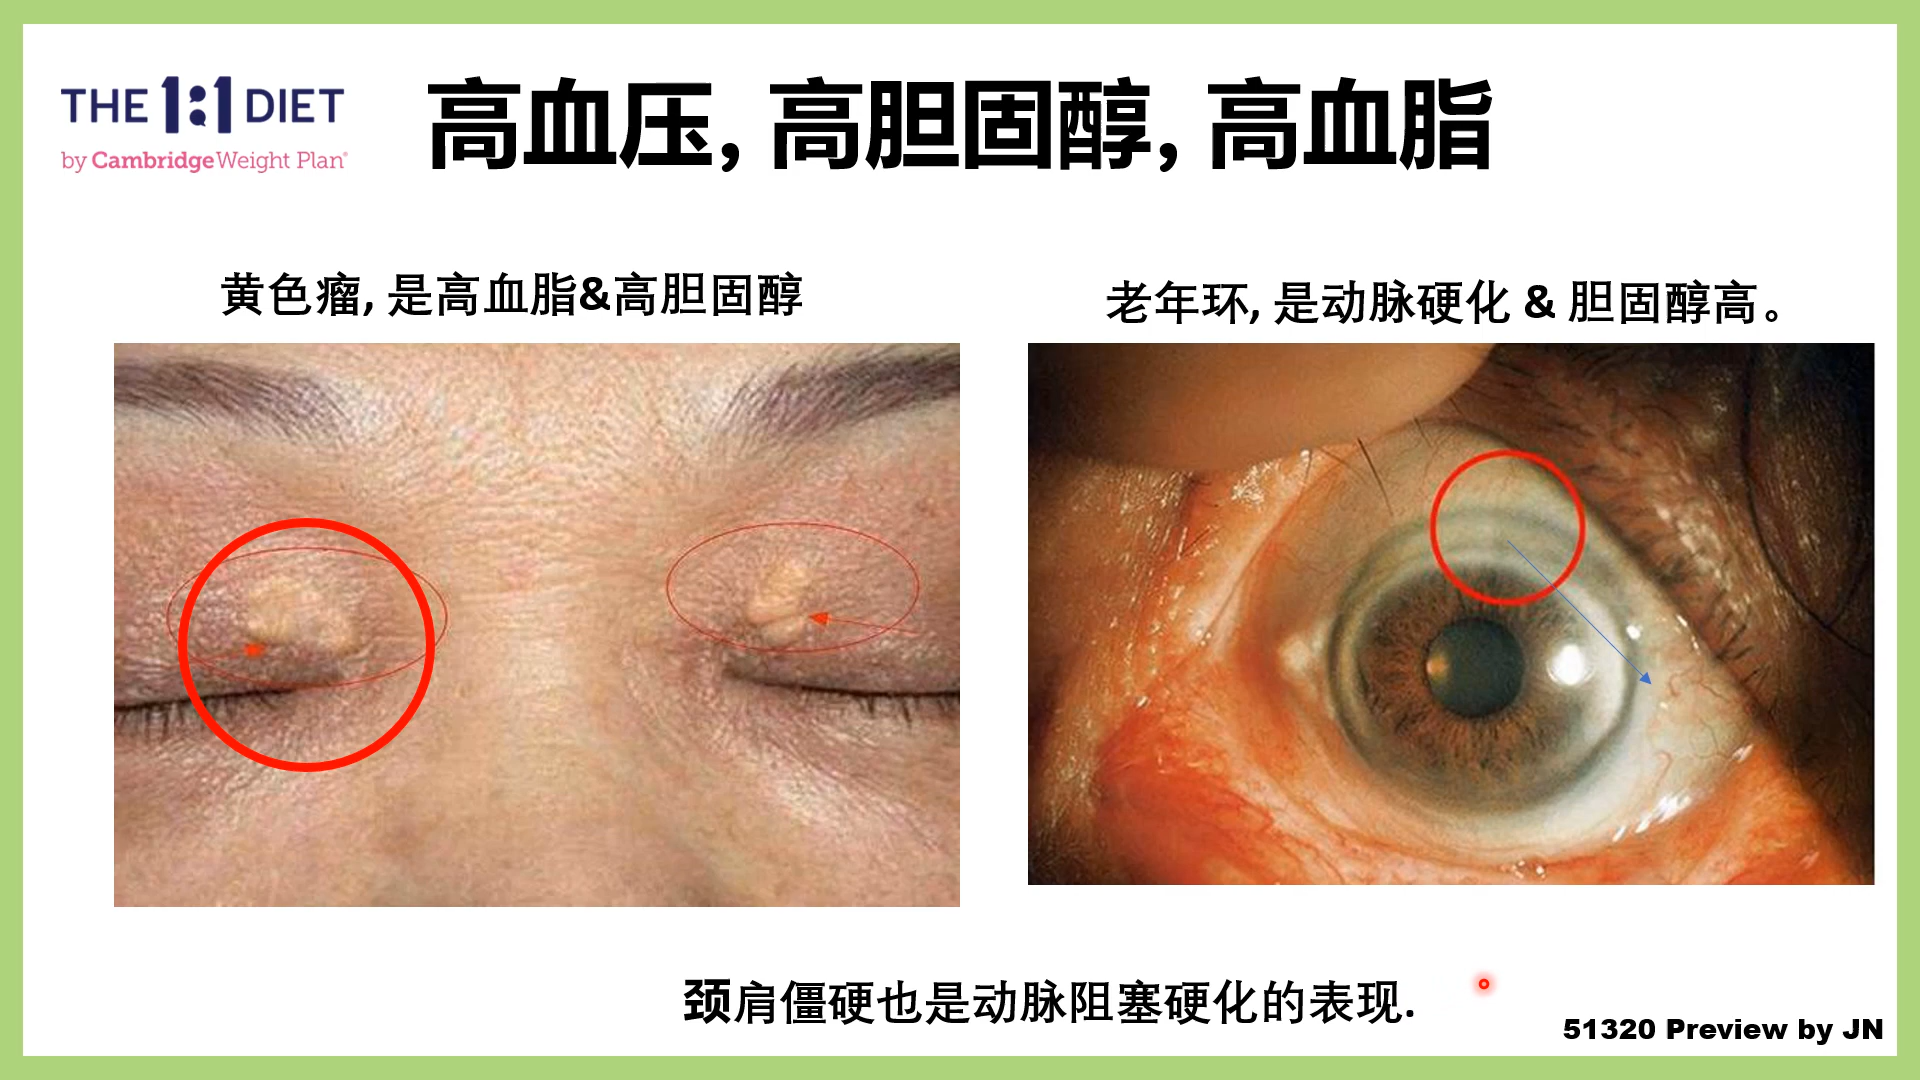 THE 1:1 DIET
by Cambridge Weight Plan®
高血压, 高胆固醇, 高血脂
黄色瘤, 是高血脂&高胆固醇
老年环, 是动脉硬化 & 胆固醇高。
颈肩僵硬也是动脉阻塞硬化的表现.
51320 Preview by JN